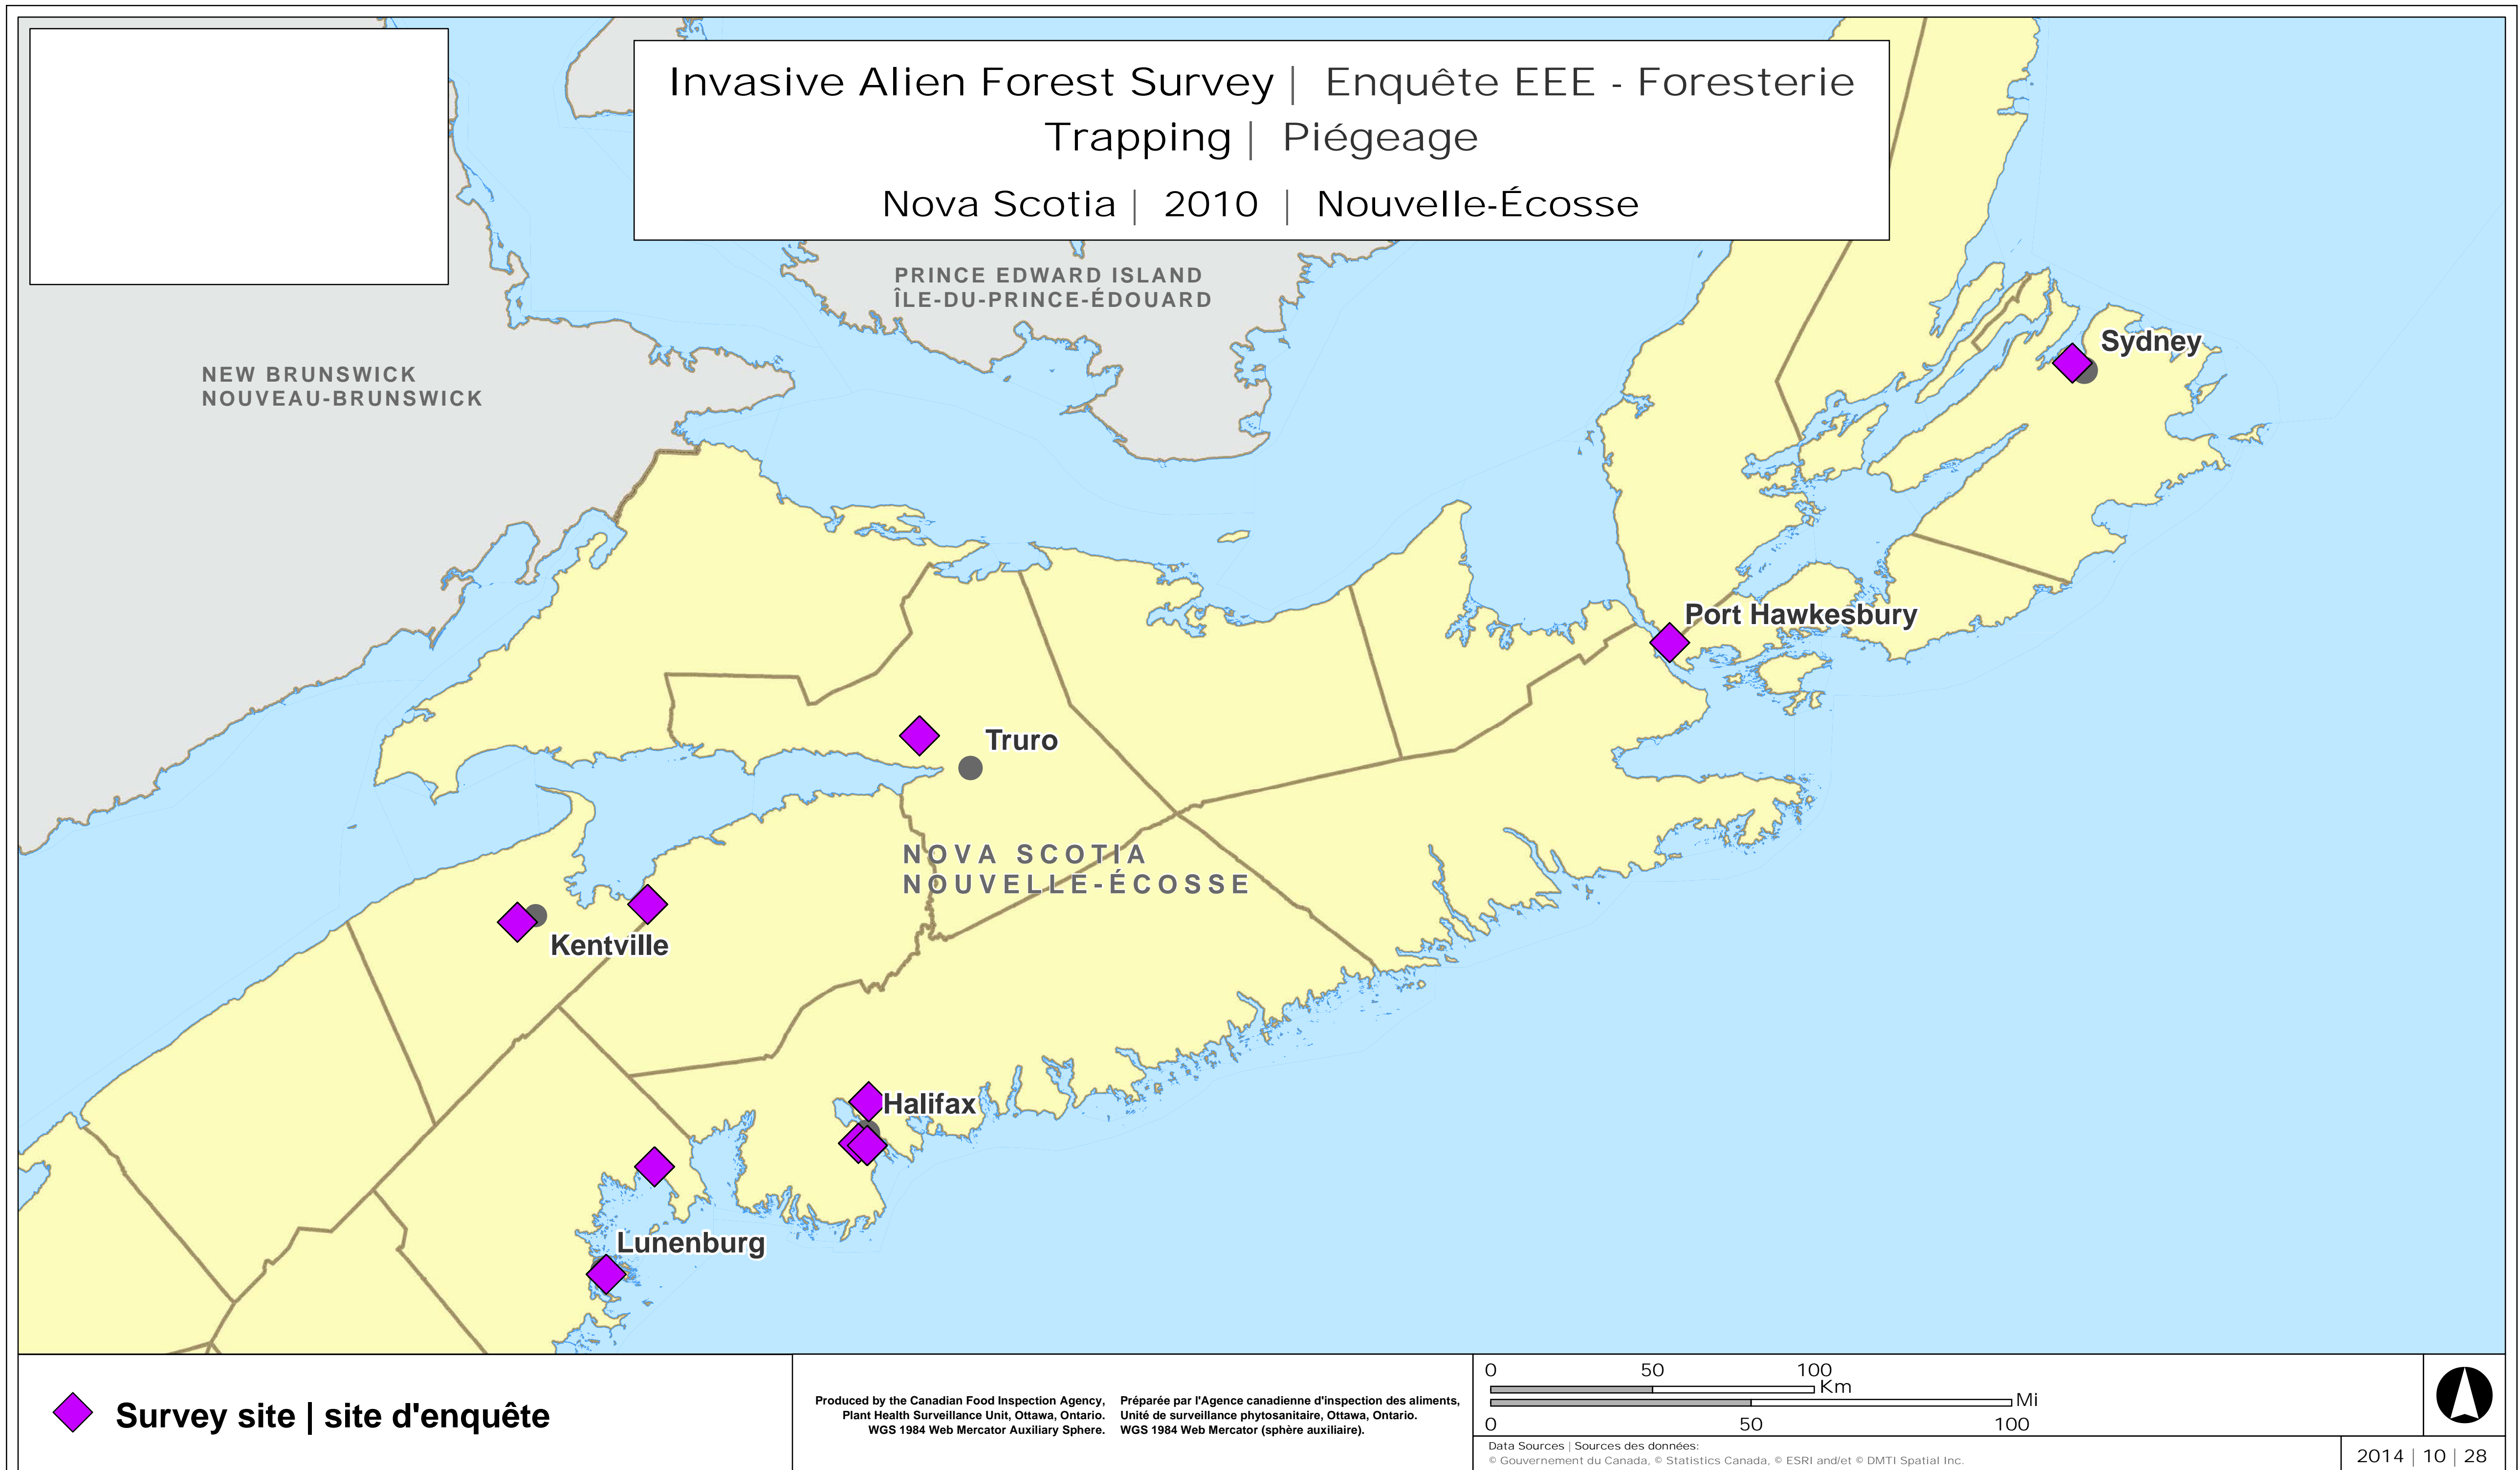 Invasive Alien Forest Survey | Enquête EEE - Foresterie
Trapping | Piégeage
Nova Scotia | 2010 | Nouvelle-Écosse
PRINCE EDWARD ISLAND
ÎLE-DU-PRINCE-ÉDOUARD
NEW BRUNSWICK
NOUVEAU-BRUNSWICK
Sydney
Port Hawkesbury
Truro
NOVA SCOTIA
NOUVELLE-ÉCOSSE
Kentville
Halifax
Lunenburg
Survey site | site d'enquête
Produced by the Canadian Food Inspection Agency,
Plant Health Surveillance Unit, Ottawa, Ontario.
WGS 1984 Web Mercator Auxiliary Sphere.
Préparée par l'Agence canadienne d'inspection des aliments,
Unité de surveillance phytosanitaire, Ottawa, Ontario.
WGS 1984 Web Mercator (sphère auxiliaire).
0 50 100
Km
Mi
0 50 100
Data Sources | Sources des données:
© Gouvernement du Canada, © Statistics Canada, © ESRI and/et © DMTI Spatial Inc.
2014 | 10 | 28